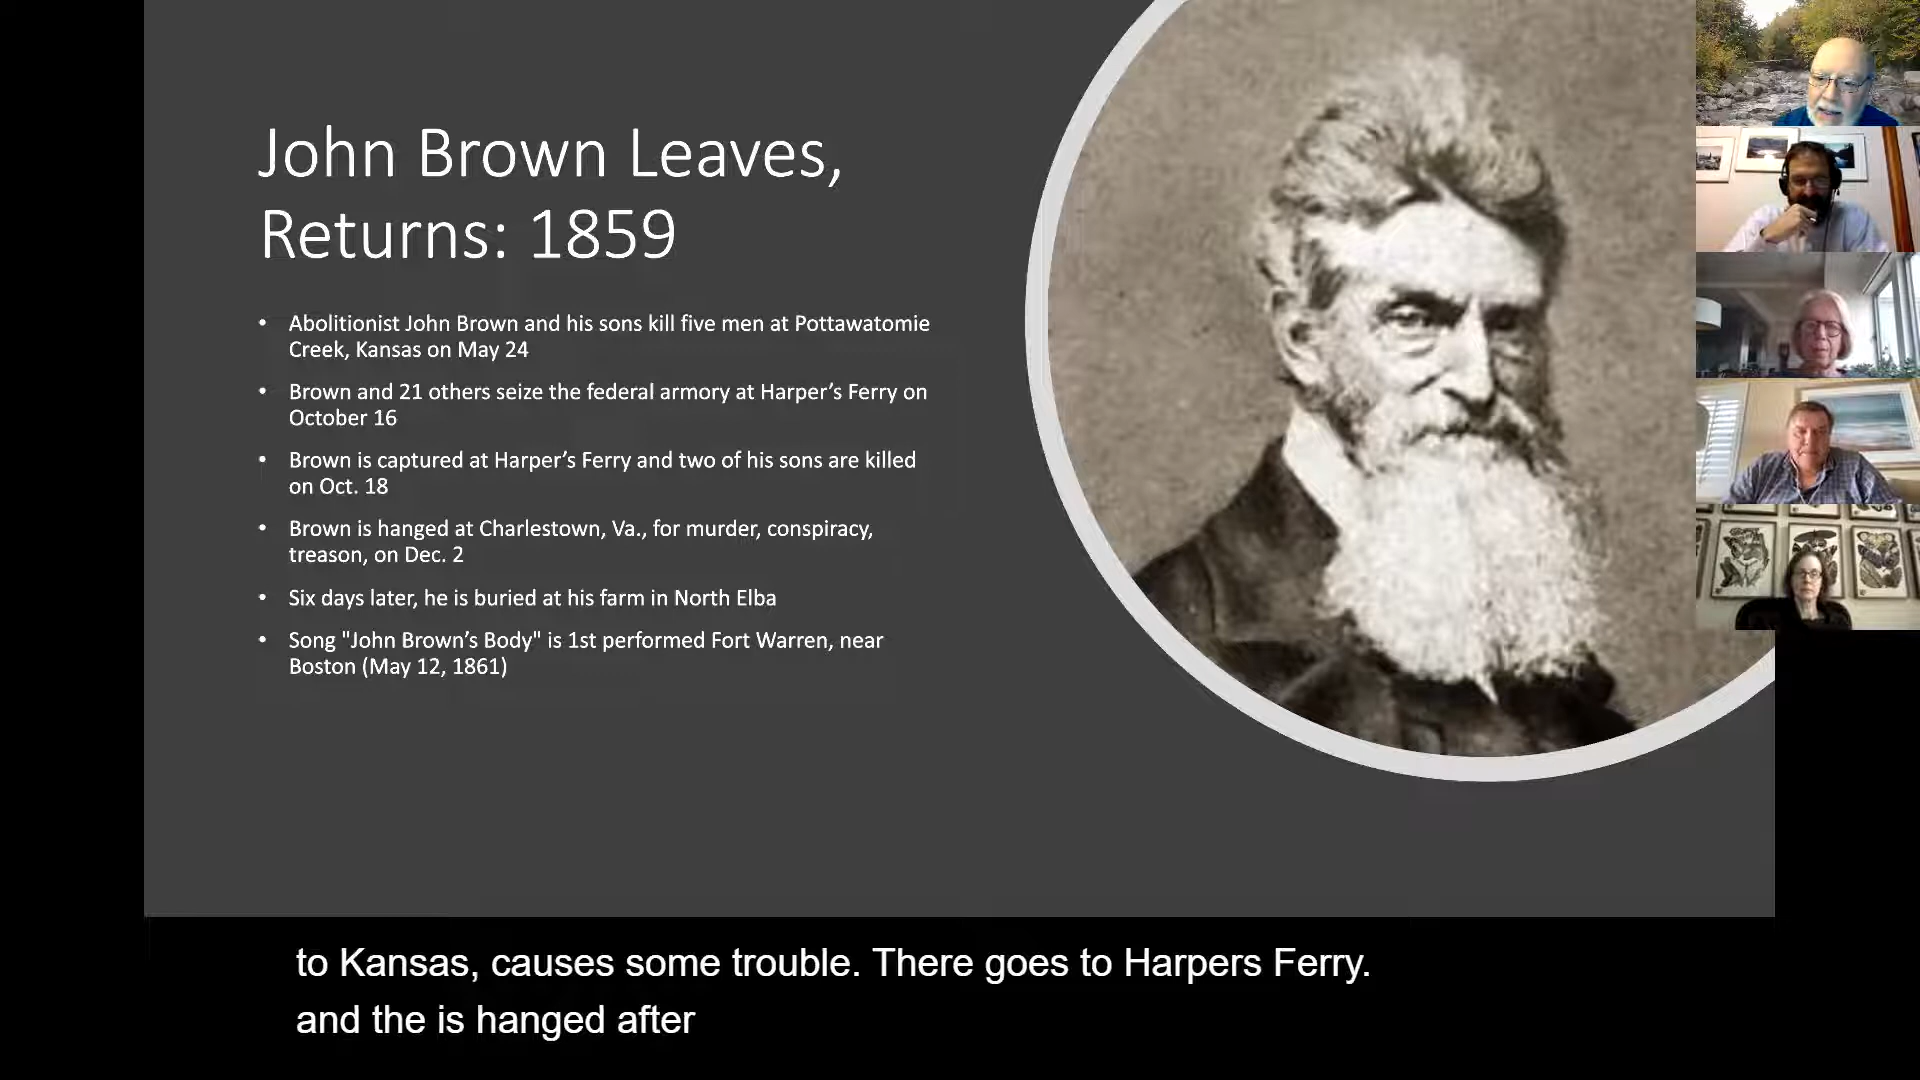 John Brown Leaves,
Returns: 1859
• Abolitionist John Brown and his sons kill five men at Pottawatomie
Creek, Kansas on May 24
• Brown and 21 others seize the federal armory at Harper’s Ferry on
October 16
• Brown is captured at Harper’s Ferry and two of his sons are killed
on Oct. 18
• Brown is hanged at Charlestown, Va., for murder, conspiracy,
treason, on Dec. 2
• Six days later, he is buried at his farm in North Elba
• Song "John Brown’s Body" is 1st performed Fort Warren, near
Boston (May 12, 1861)
to Kansas, causes some trouble. There goes to Harpers Ferry.
and the is hanged after